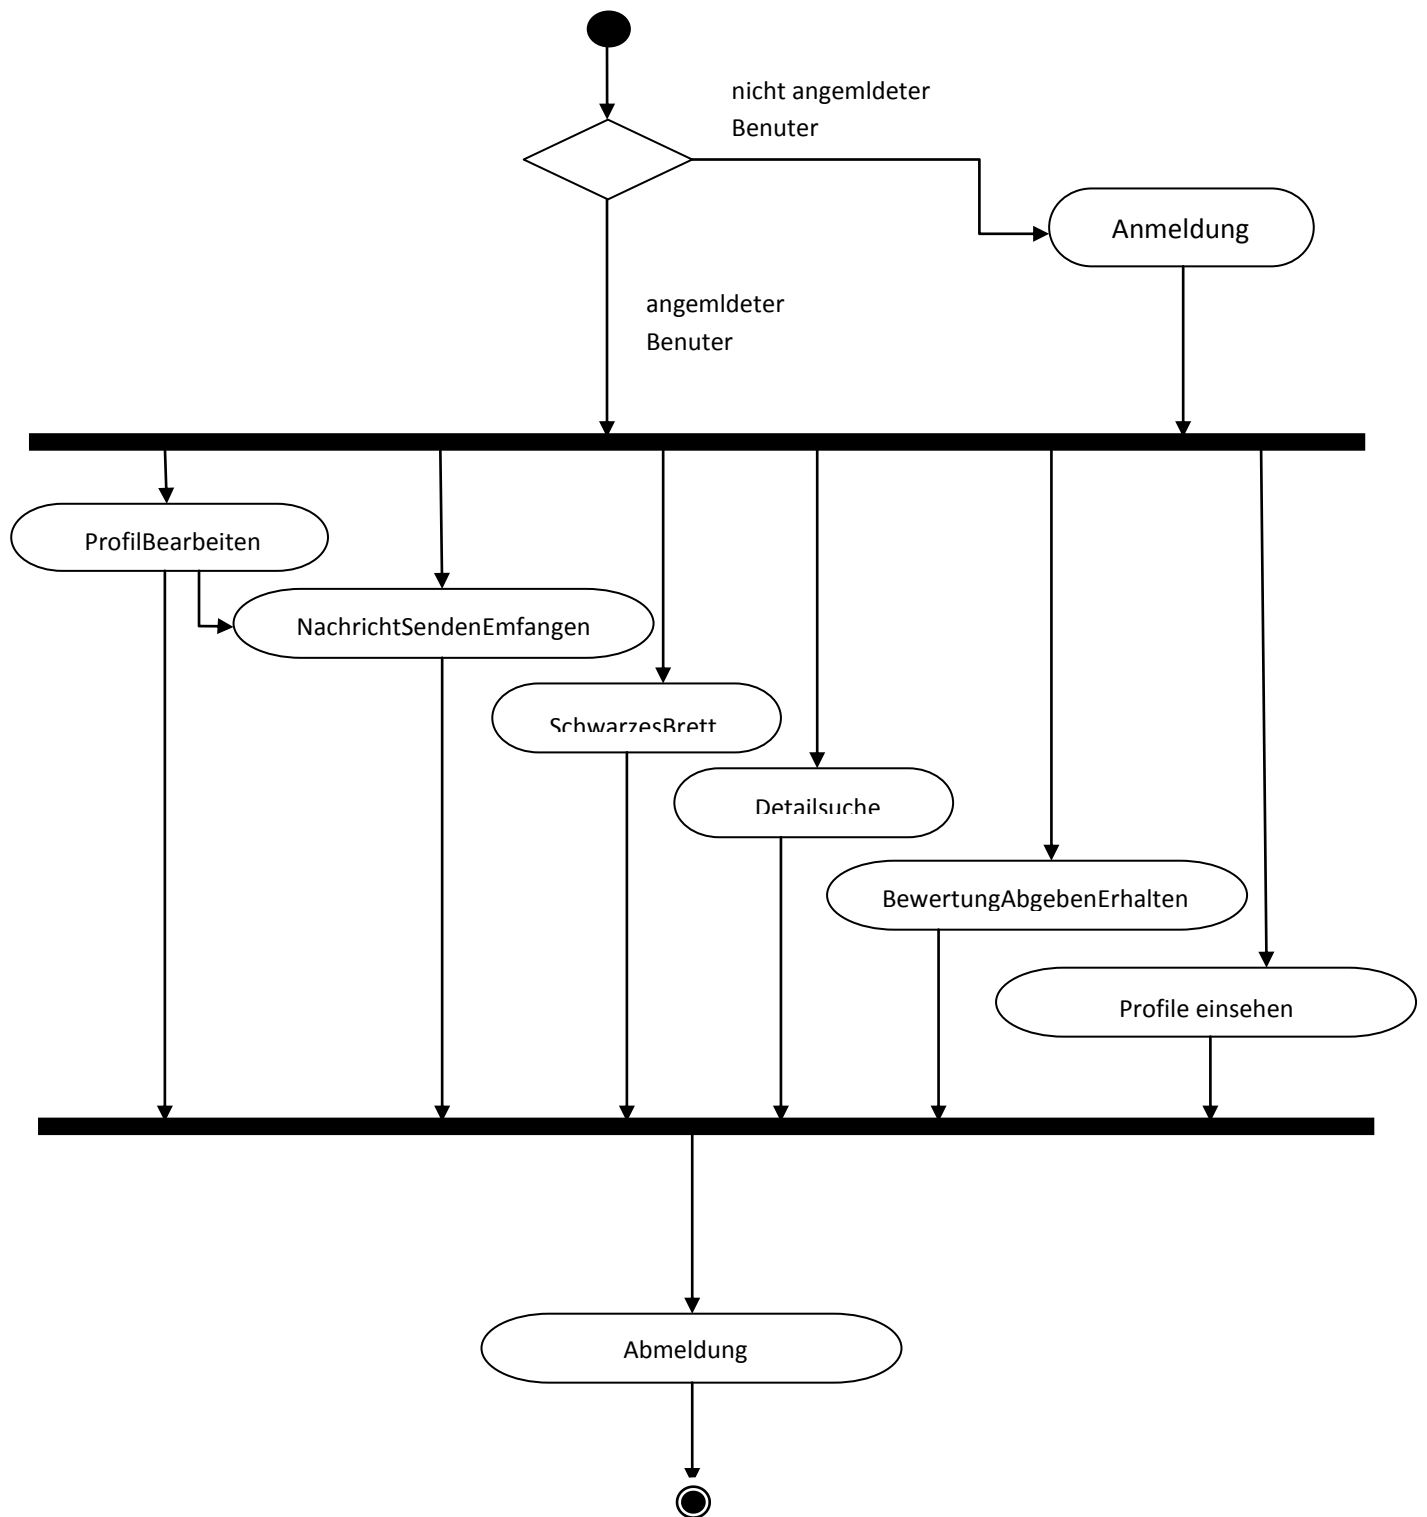 nicht angemldeter
Benuter
Anmeldung
angemldeter
Benuter
ProfilBearbeiten
NachrichtSendenEmfangen
SchwarzesBrett
Detailsuche
BewertungAbgebenErhalten
Profile einsehen
Abmeldung